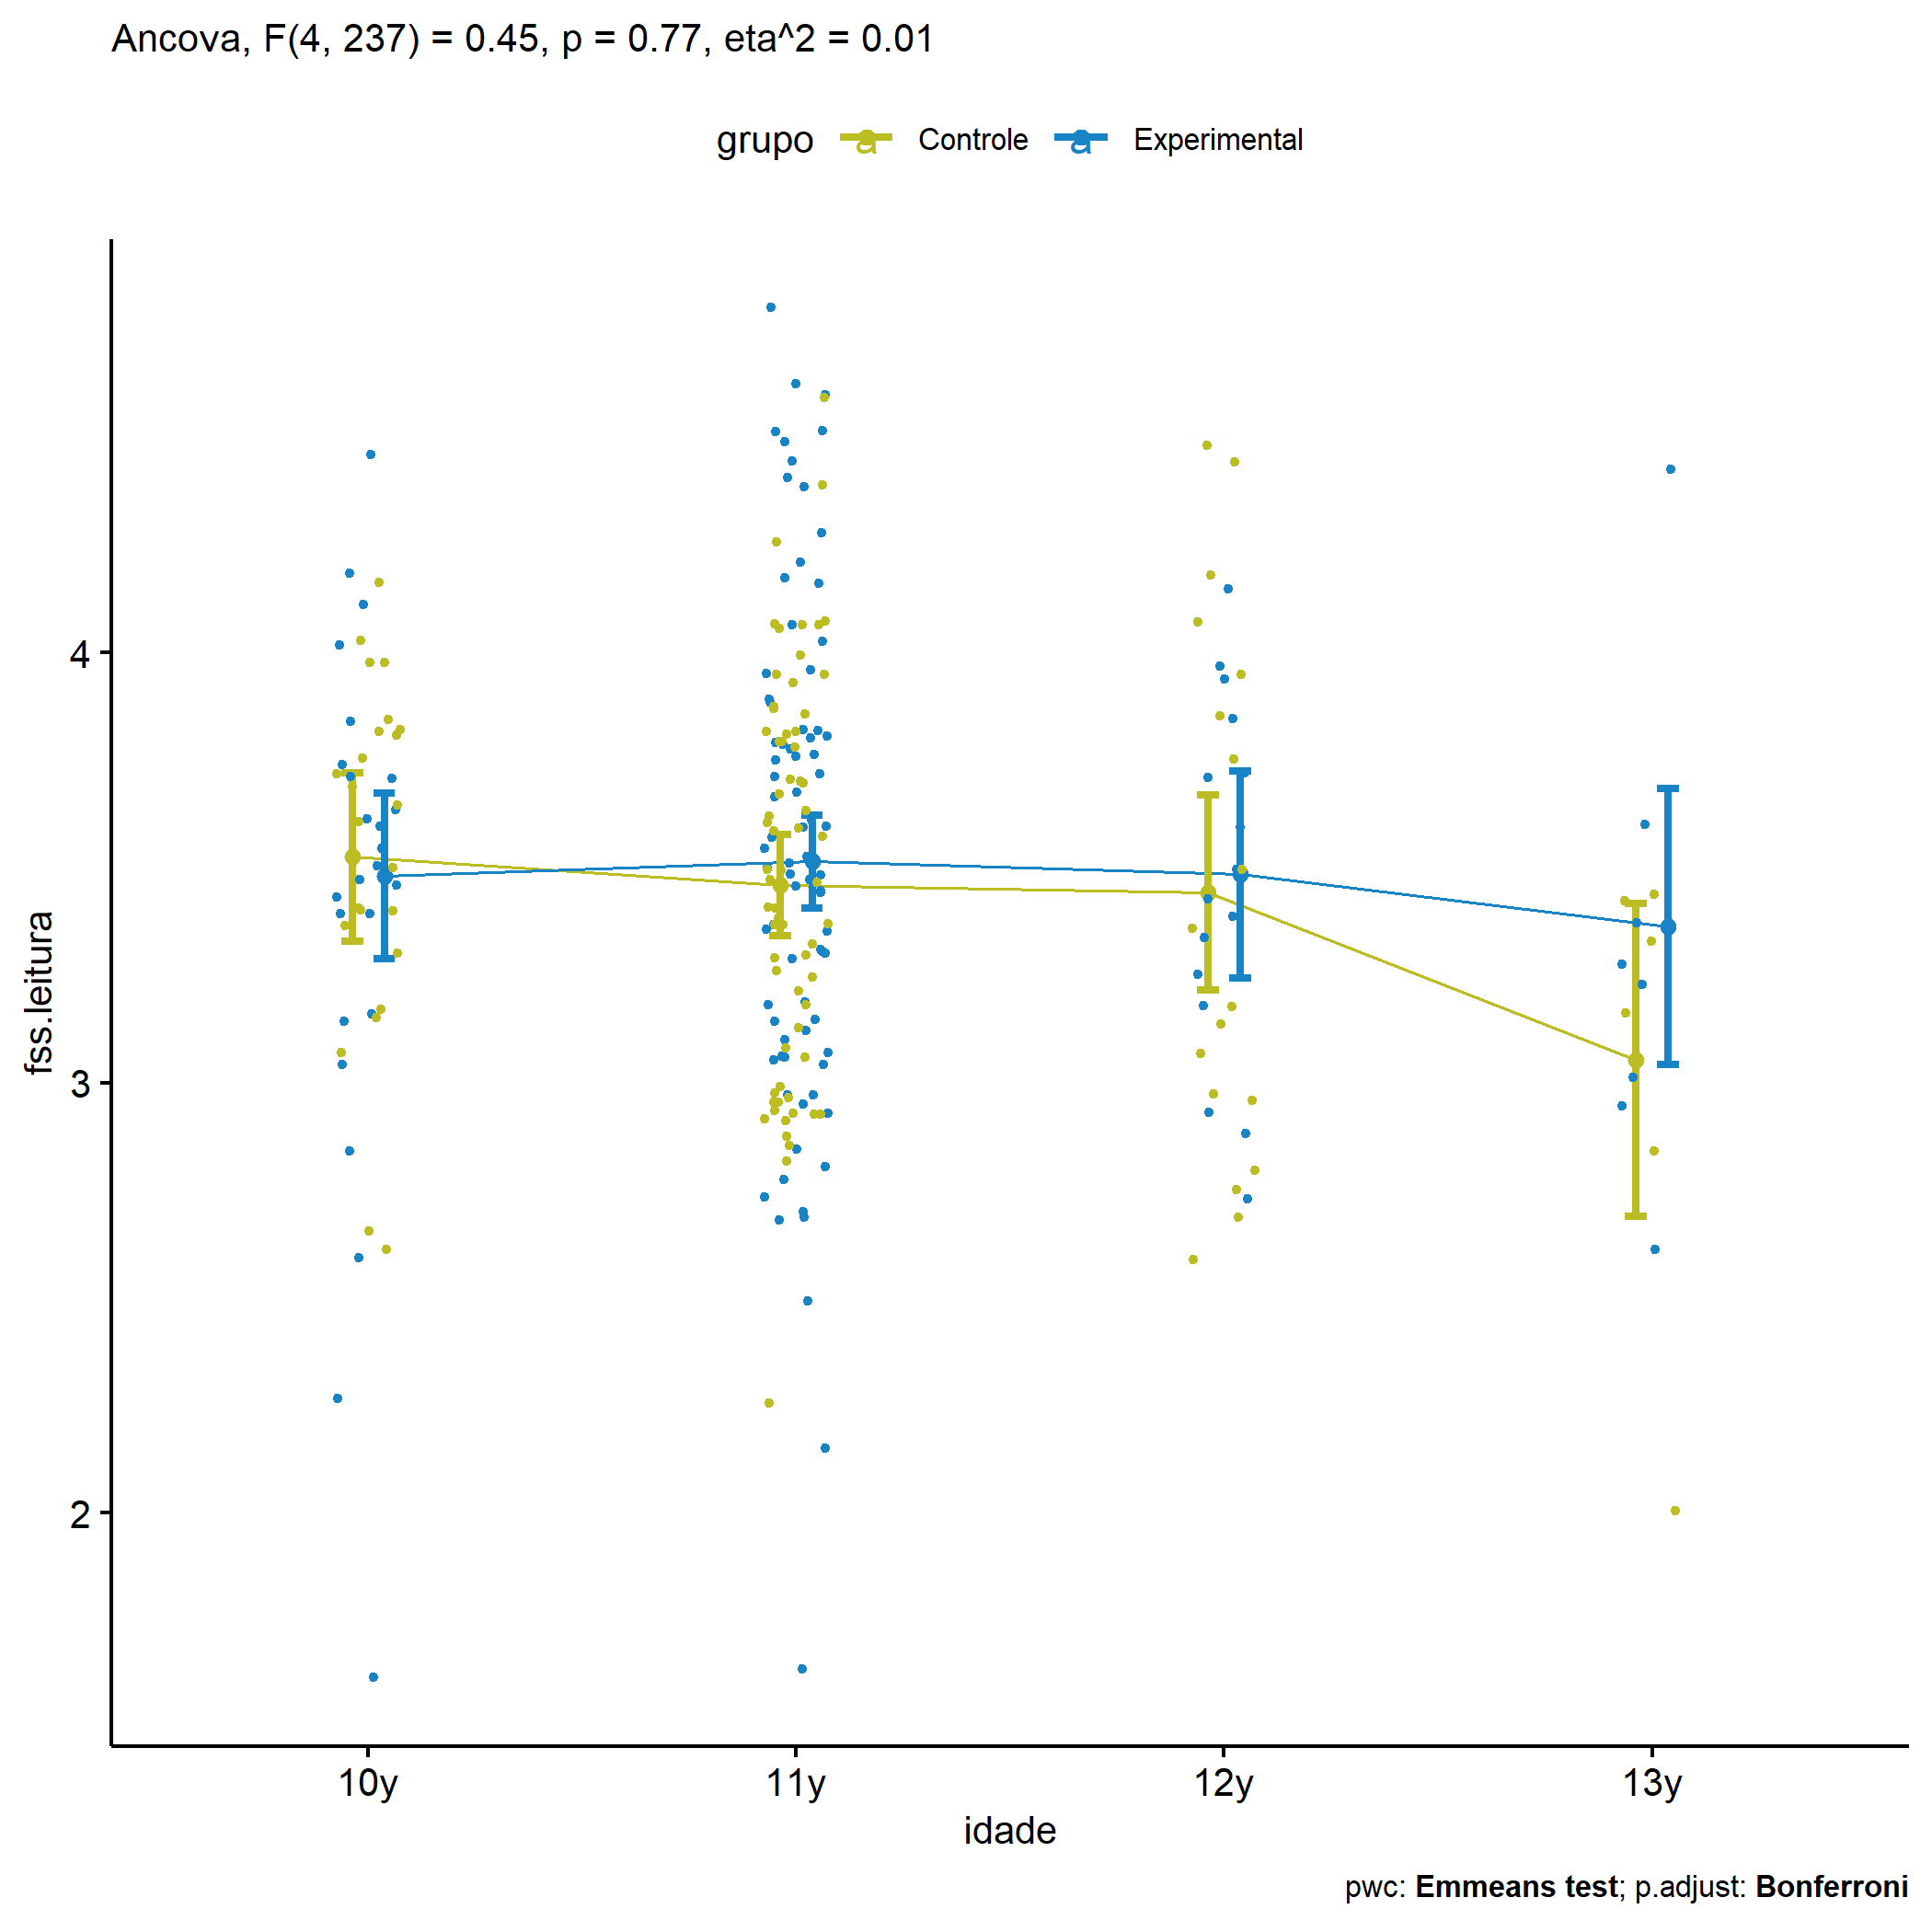 Ancova, F(4, 237) = 0.45, p = 0.77, eta^2 = 0.01
grupo a Controle a Experimental
4
3
2
fss.leitura
10y 11y 12y 13y
idade
pwc: Emmeans test; p.adjust: Bonferroni